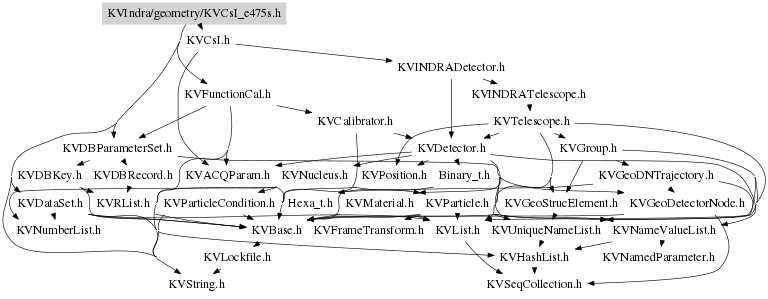 KVIndra/geometry/KVCsI_e475s.h
KVCsI.h
KVINDRADetector.h
KVFunctionCal.h
KVINDRATelescope.h
KVCalibrator.h
KVTelescope.h
KVDBParameterSet.h
KVDetector.h
KVGroup.h
KVDBKey.h
KVDBRecord.h
KVACQParam.h
KVNucleus.h
KVPosition.h
Binary_t.h
KVGeoDNTrajectory.h
KVDataSet.h
KVRList.h
KVParticleCondition.h
Hexa_t.h
KVMaterial.h
KVParticle.h
KVGeoStrucElement.h
KVGeoDetectorNode.h
KVNumberList.h
KVBase.h
KVFrameTransform.h
KVList.h
KVUniqueNameList.h
KVNameValueList.h
KVLockfile.h
KVHashList.h
KVNamedParameter.h
KVString.h
KVSeqCollection.h